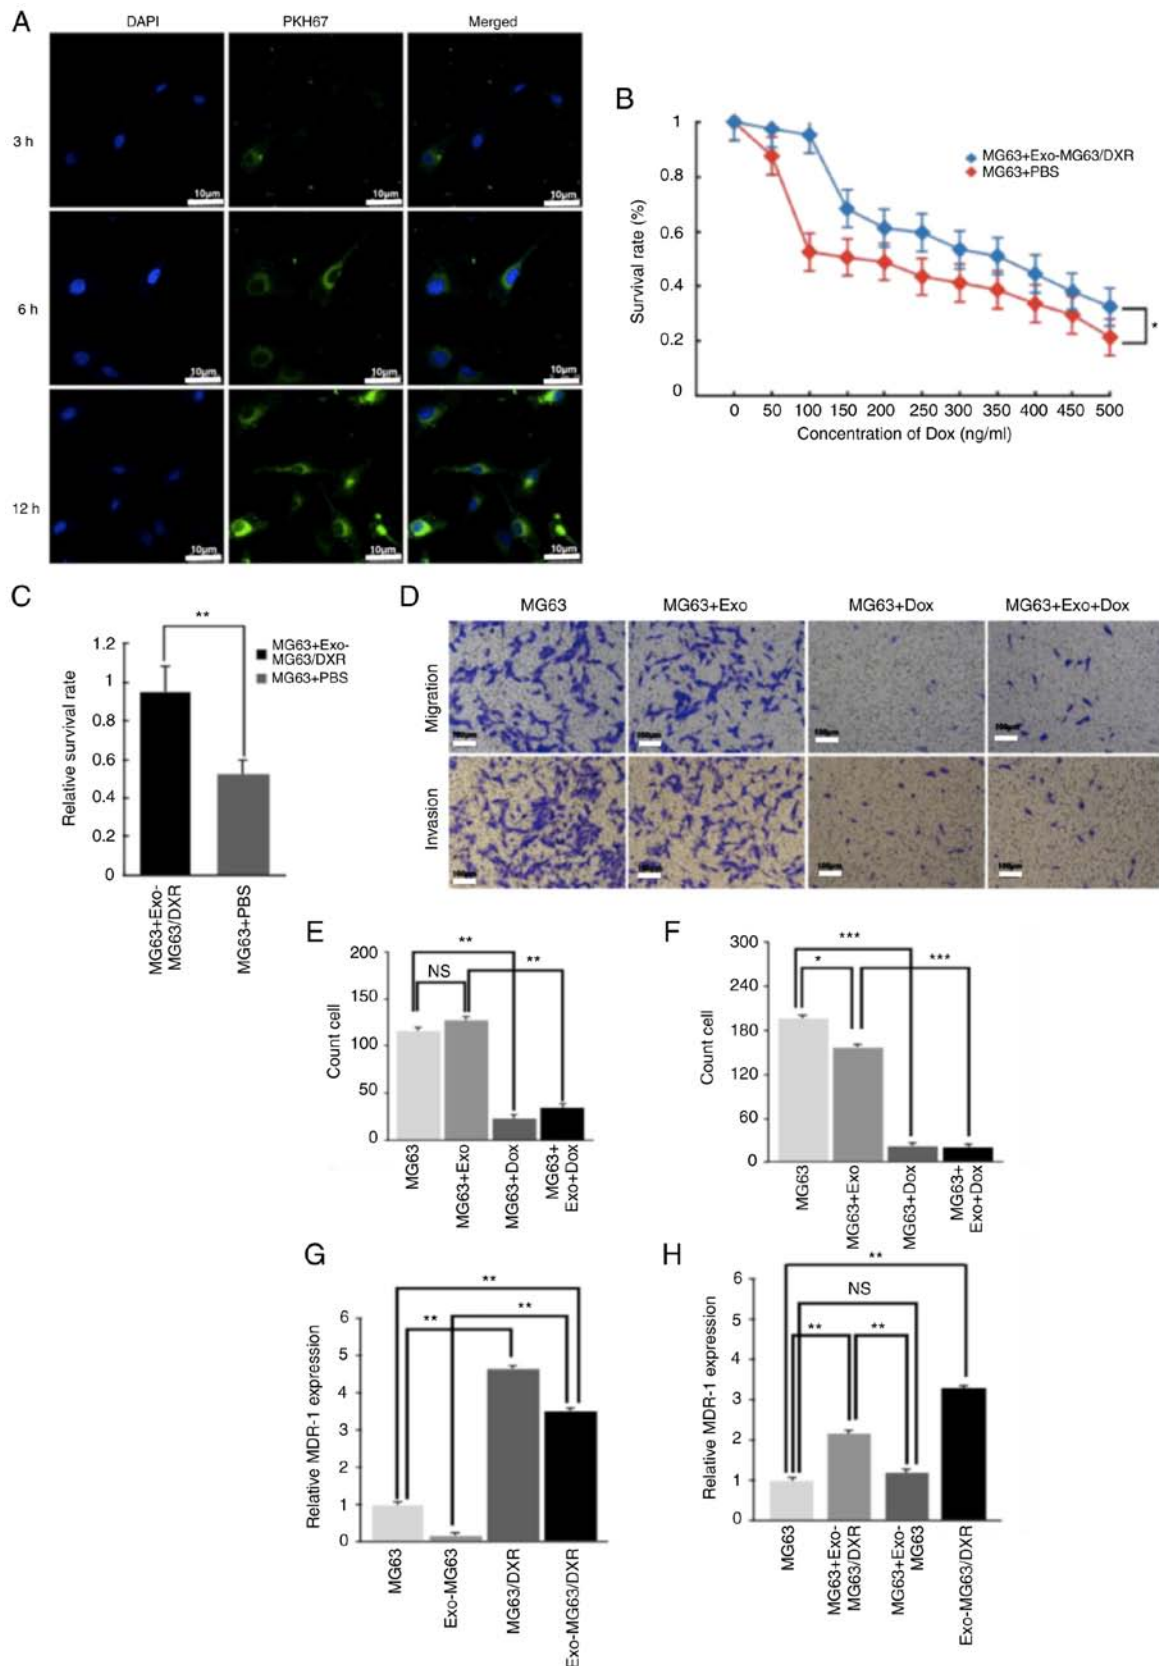 A
DAPI
PKH67
Merged
3 h
10μm
10μm
10μm
6 h
10μm
10μm
10μm
12 h
10μm
10μm
10μm
B
1
0.8
0.6
0.4
0.2
0
Survival rate (%)
MG63+Exo-MG63/DXR
MG63+PBS
*
0 50 100 150 200 250 300 350 400 450 500
Concentration of Dox (ng/ml)
C
**
1.2
1
0.8
0.6
0.4
0.2
0
Relative survival rate
MG63+Exo-
MG63/DXR
MG63+PBS
MG63+Exo-
MG63/DXR
MG63+PBS
D
MG63
MG63+Exo
MG63+Dox
MG63+Exo+Dox
Migration
100μm
100μm
100μm
100μm
Invasion
100μm
100μm
100μm
100μm
E
200
150
100
50
0
Count cell
**
NS
**
MG63
MG63+Exo
MG63+Dox
MG63+
Exo+Dox
F
300
240
180
120
60
0
Count cell
***
*
***
MG63
MG63+Exo
MG63+Dox
MG63+
Exo+Dox
G
6
5
4
3
2
1
0
Relative MDR-1 expression
**
**
**
MG63
Exo-MG63
MG63/DXR
Exo-MG63/DXR
H
6
5
4
3
2
1
0
Relative MDR-1 expression
**
NS
**
**
MG63
MG63+Exo-
MG63/DXR
MG63+Exo-
MG63
Exo-MG63/DXR